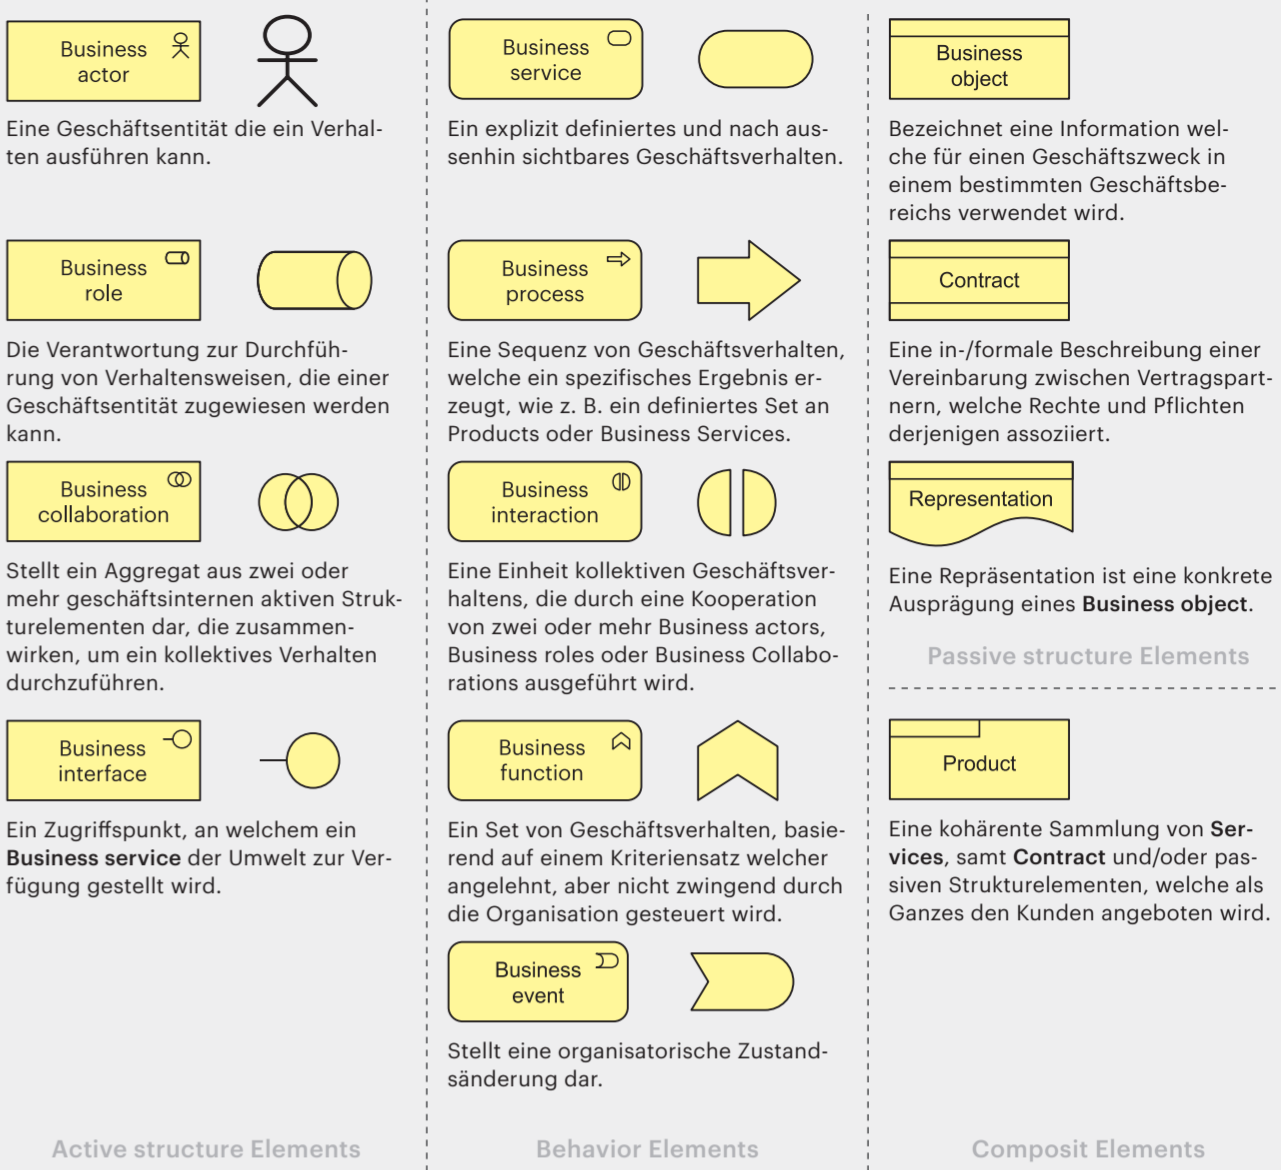 Business
actor
Eine Geschäftsentität die ein Verhal-
ten ausführen kann.
Business
role
Die Verantwortung zur Durchfüh-
rung von Verhaltensweisen, die einer
Geschäftsentität zugewiesen werden
kann.
Business
collaboration
Stellt ein Aggregat aus zwei oder
mehr geschäftsinternen aktiven Struk-
turelementen dar, die zusammen-
wirken, um ein kollektives Verhalten
durchzuführen.
Business
interface
Ein Zugriffspunkt, an welchem ein
Business service der Umwelt zur Ver-
fügung gestellt wird.
Active structure Elements
Business
service
Ein explizit definiertes und nach aus-
senhin sichtbares Geschäftsverhalten.
Business
process
Eine Sequenz von Geschäftsverhalten,
welche ein spezifisches Ergebnis er-
zeugt, wie z. B. ein definiertes Set an
Products oder Business Services.
Business
interaction
Eine Einheit kollektiven Geschäftsver-
haltens, die durch eine Kooperation
von zwei oder mehr Business actors,
Business roles oder Business Collabo-
rations ausgeführt wird.
Business
function
Ein Set von Geschäftsverhalten, basie-
rend auf einem Kriteriensatz welcher
angelehnt, aber nicht zwingend durch
die Organisation gesteuert wird.
Business
event
Stellt eine organisatorische Zustand-
sänderung dar.
Behavior Elements
Business
object
Bezeichnet eine Information wel-
che für einen Geschäftszweck in
einem bestimmten Geschäftsbe-
reichs verwendet wird.
Contract
Eine in-/formale Beschreibung einer
Vereinbarung zwischen Vertragspart-
nern, welche Rechte und Pflichten
derjenigen assoziiert.
Representation
Eine Repräsentation ist eine konkrete
Ausprägung eines Business object.
Passive structure Elements
Product
Eine kohärente Sammlung von Ser-
vices, samt Contract und/oder pas-
siven Strukturelementen, welche als
Ganzes den Kunden angeboten wird.
Composit Elements